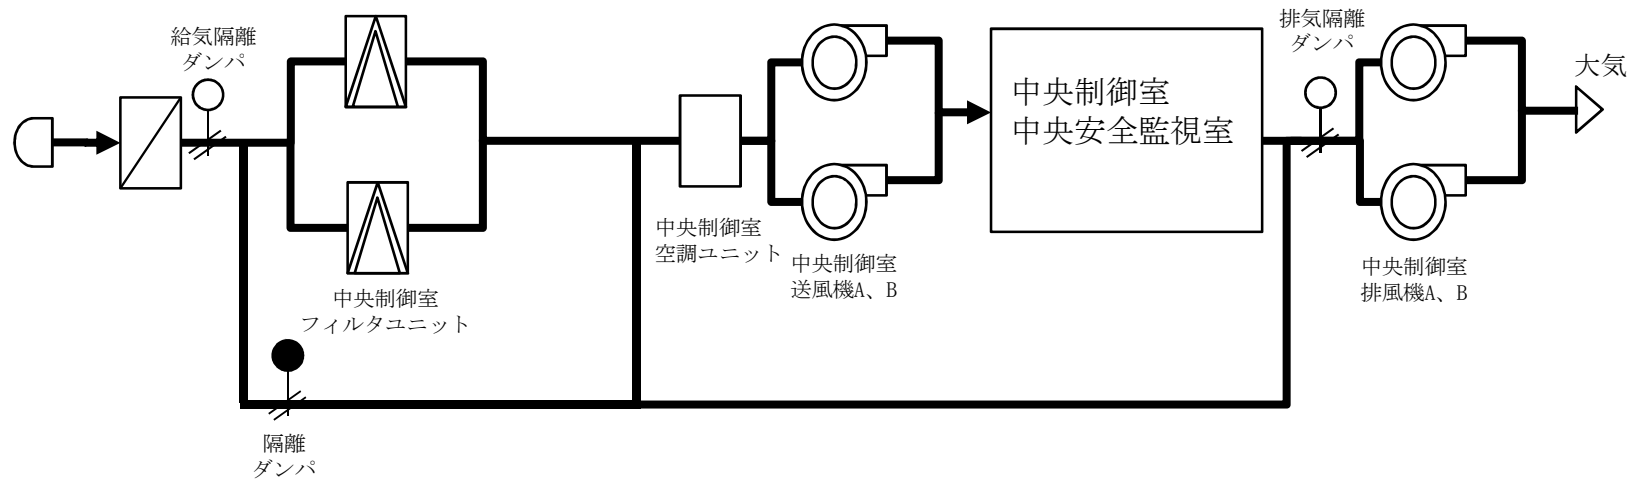 給気隔離
ダンパ
中央制御室
フィルタユニット
隔離
ダンパ
中央制御室
空調ユニット
中央制御室
送風機A、B
中央制御室
中央安全監視室
排気隔離
ダンパ
中央制御室
排風機A、B
大気